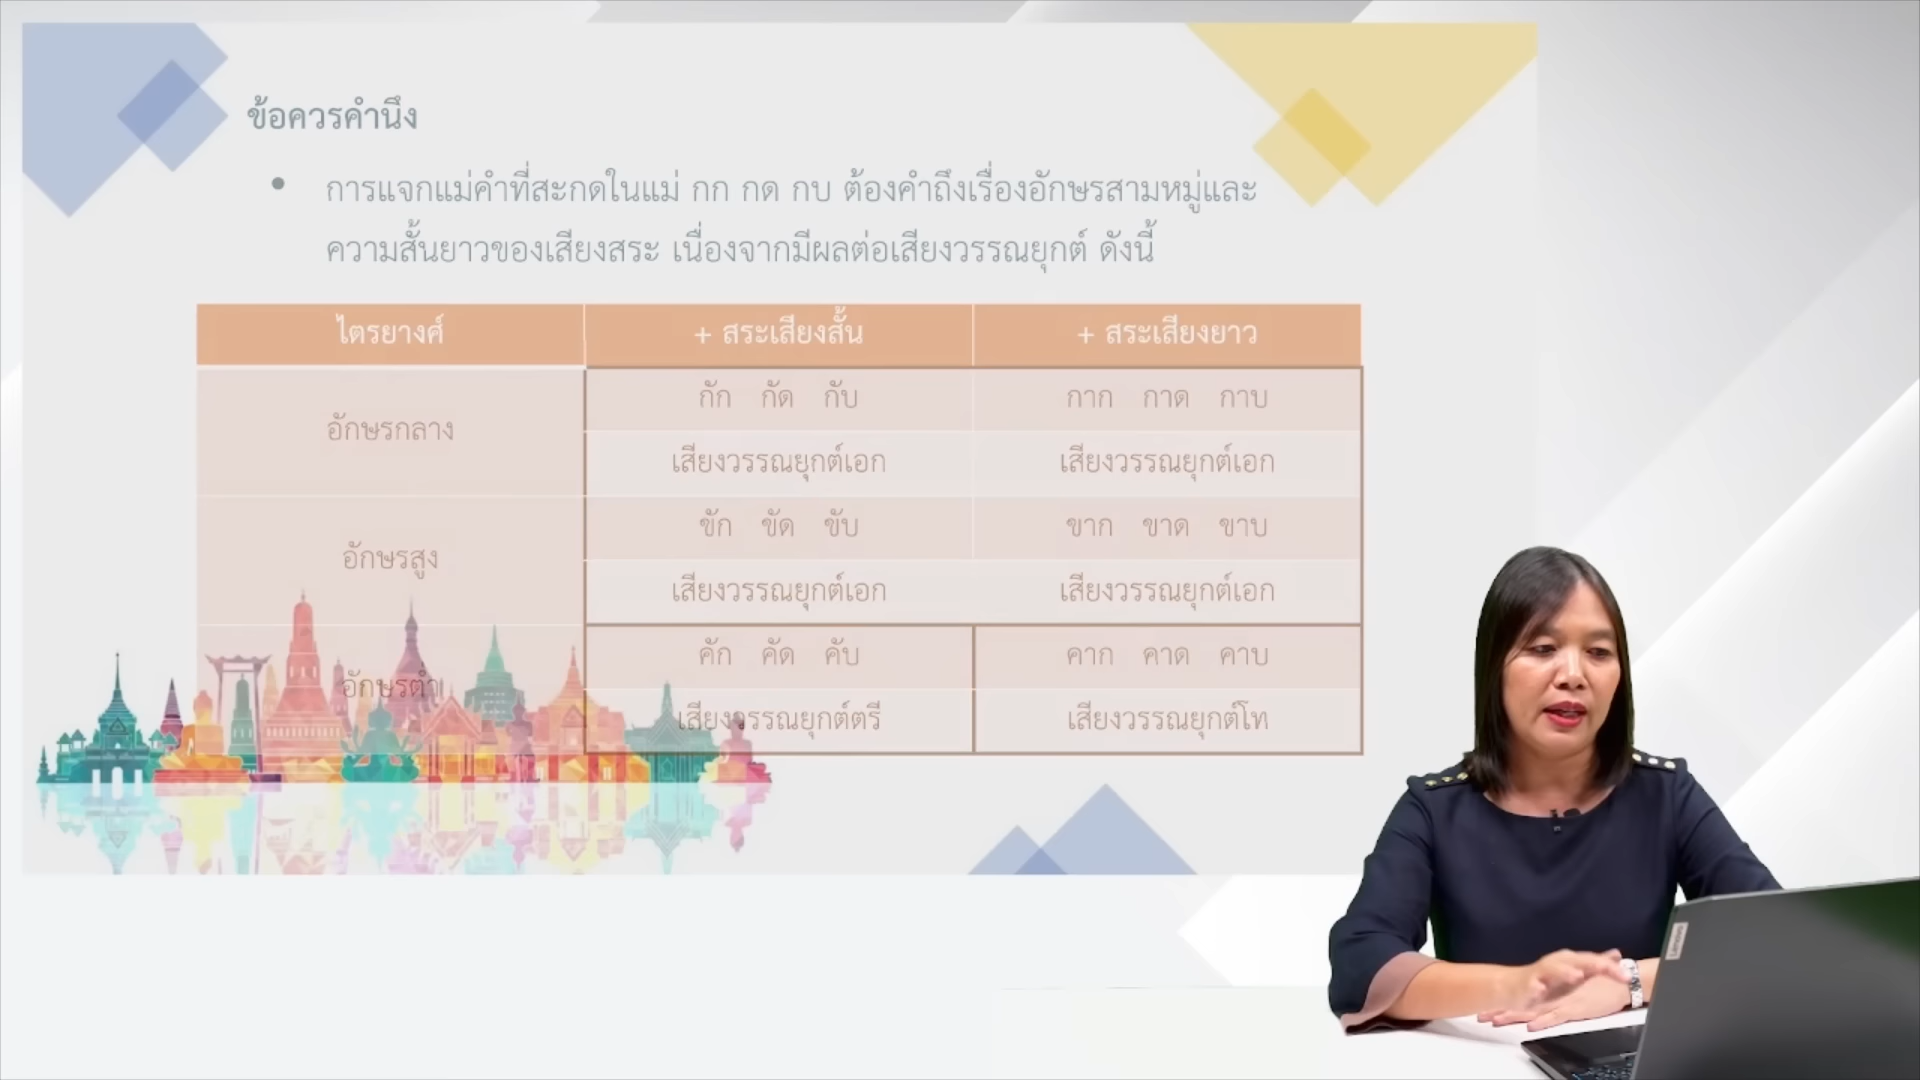 ข้อควรคำนึง
• การแจกแม่คำที่สะกดในแม่ กก กด กบ ต้องคำถึงเรื่องอักษรสามหมู่และ
ความสั้นยาวของเสียงสระ เนื่องจากมีผลต่อเสียงวรรณยุกต์ ดังนี้
ไตรยางศ์ + สระเสียงสั้น + สระเสียงยาว
อักษรกลาง
กัก กัด กับ กาก กาด กาบ
เสียงวรรณยุกต์เอก เสียงวรรณยุกต์เอก
อักษรสูง
ขัก ขัด ขับ ขาก ขาด ขาบ
เสียงวรรณยุกต์เอก เสียงวรรณยุกต์เอก
อักษรต่ำ
คัก คัด คับ คาก คาด คาบ
เสียงวรรณยุกต์ตรี เสียงวรรณยุกต์โท
Lenovo